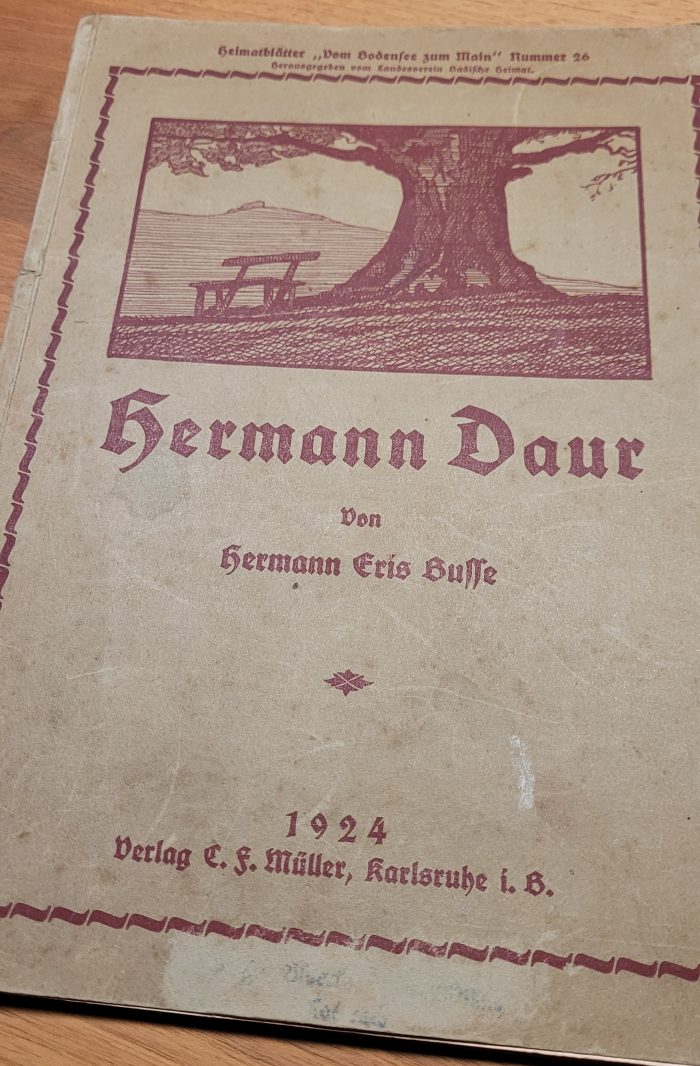 Heimatblätter „Vom Bodensee zum Main“ Nummer 26
Herausgegeben vom Landesverein Badische Heimat.
Hermann Daur
Von
Hermann Eris Busse
1924
Verlag C. F. Müller, Karlsruhe i. B.